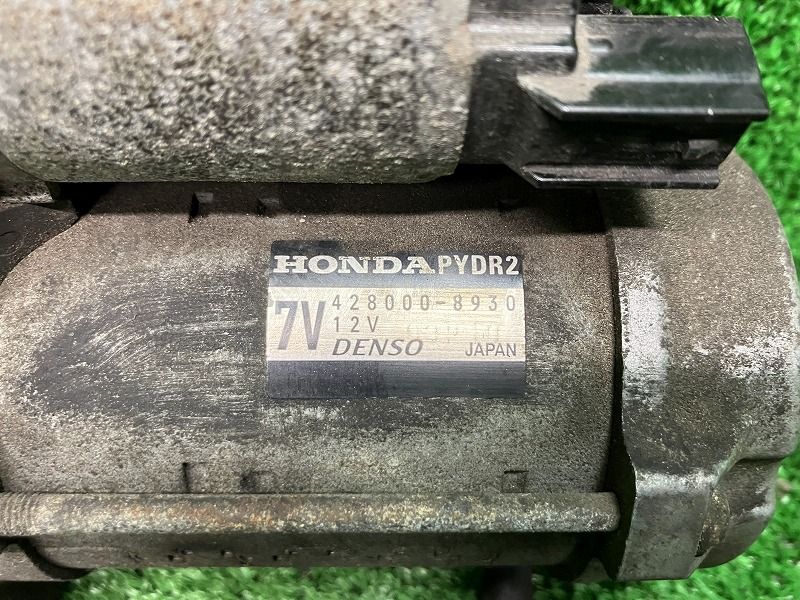 HONDA PYDR2
7V 428000-8930
12V
DENSO JAPAN